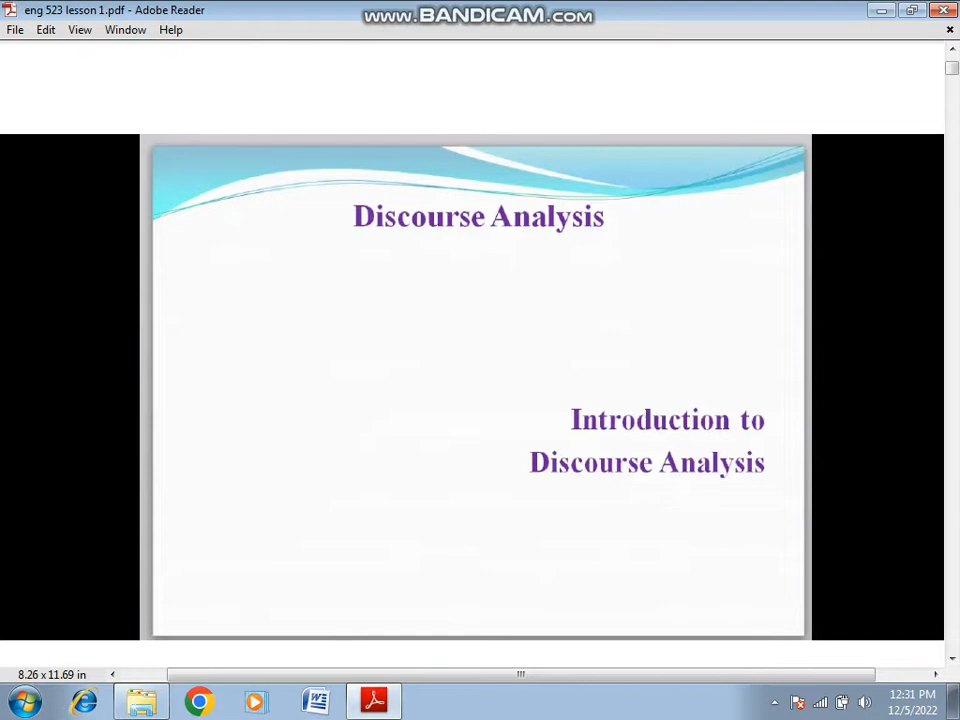 eng 523 lesson 1.pdf - Adobe Reader
www.BANDICAM.com
File Edit View Window Help
Discourse Analysis
Introduction to
Discourse Analysis
8.26 x 11.69 in
12:31 PM
12/5/2022